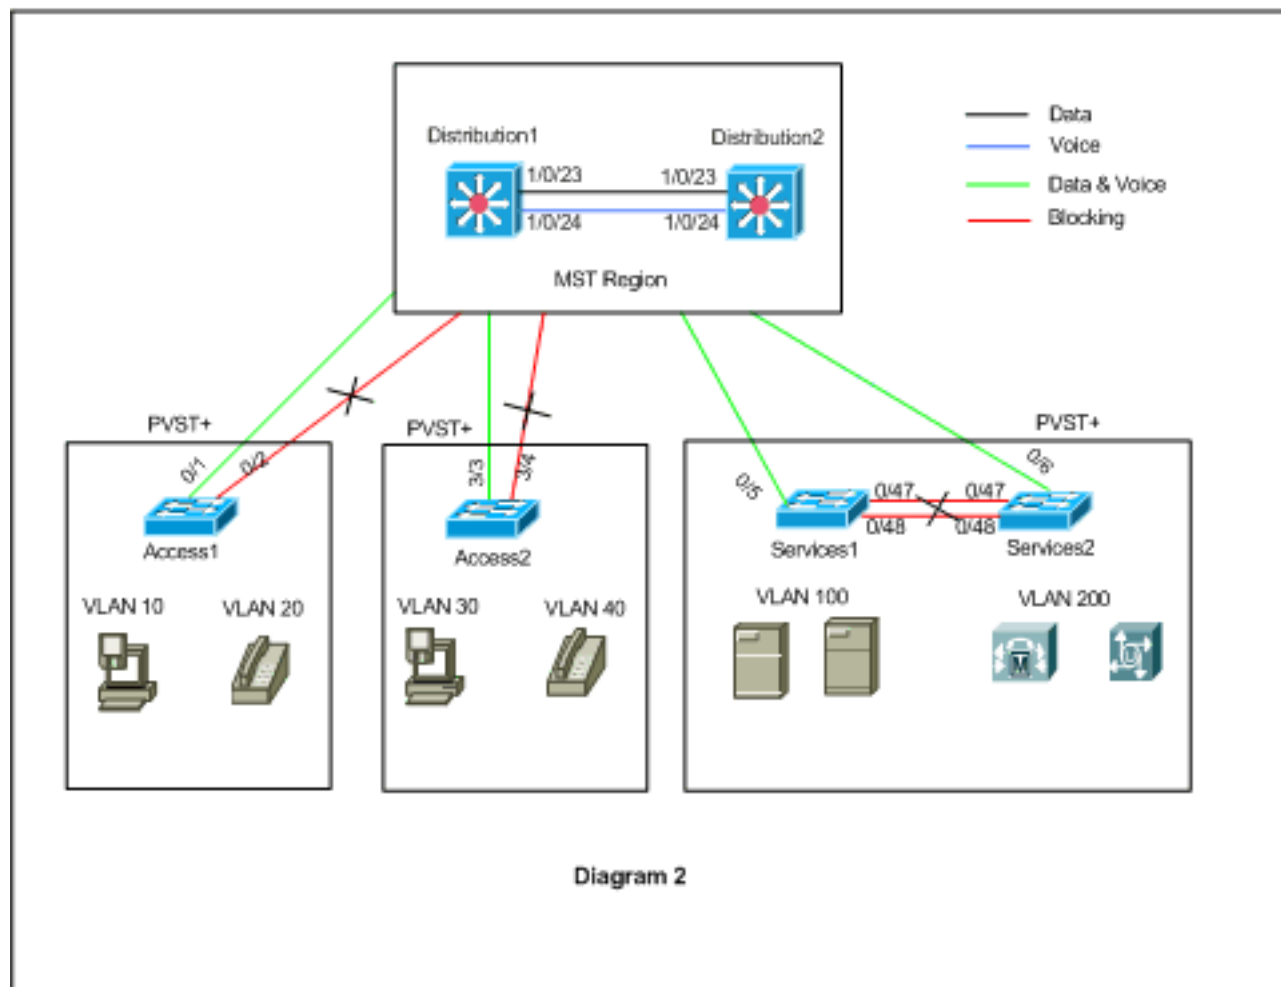 Distribution1
Distribution2
Data
Voice
Data & Voice
Blocking
1/0/23
1/0/23
1/0/24
1/0/24
MST Region
PVST+
PVST+
PVST+
0/1
0/2
3/3
3/4
0/5
0/6
0/47
0/47
0/48
0/48
Access1
Access2
Services1
Services2
VLAN 10
VLAN 20
VLAN 30
VLAN 40
VLAN 100
VLAN 200
M
U
Diagram 2